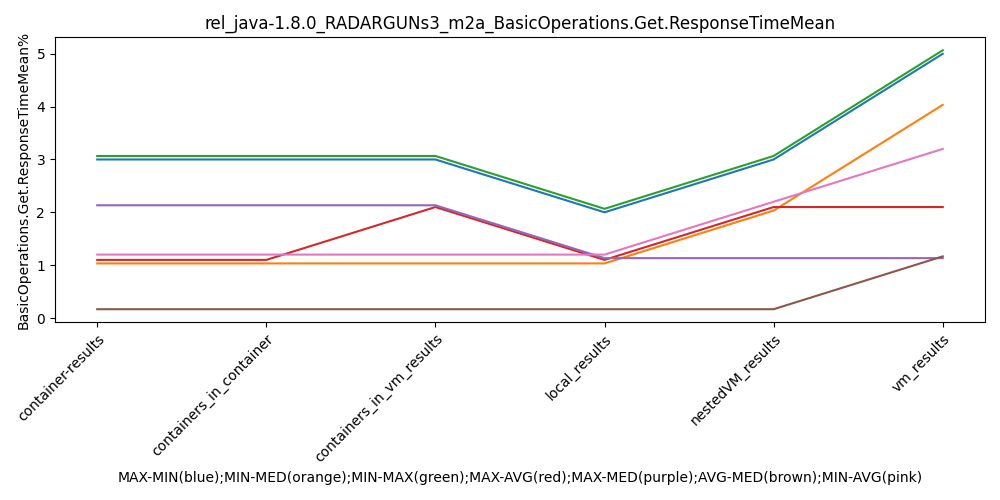 rel_java-1.8.0_RADARGUNs3_m2a_BasicOperations.Get.ResponseTimeMean
BasicOperations.Get.ResponseTimeMean%
5
4
3
2
1
0
container-results
containers_in_container
containers_in_vm_results
local_results
nestedVM_results
vm_results
MAX-MIN(blue);MIN-MED(orange);MIN-MAX(green);MAX-AVG(red);MAX-MED(purple);AVG-MED(brown);MIN-AVG(pink)